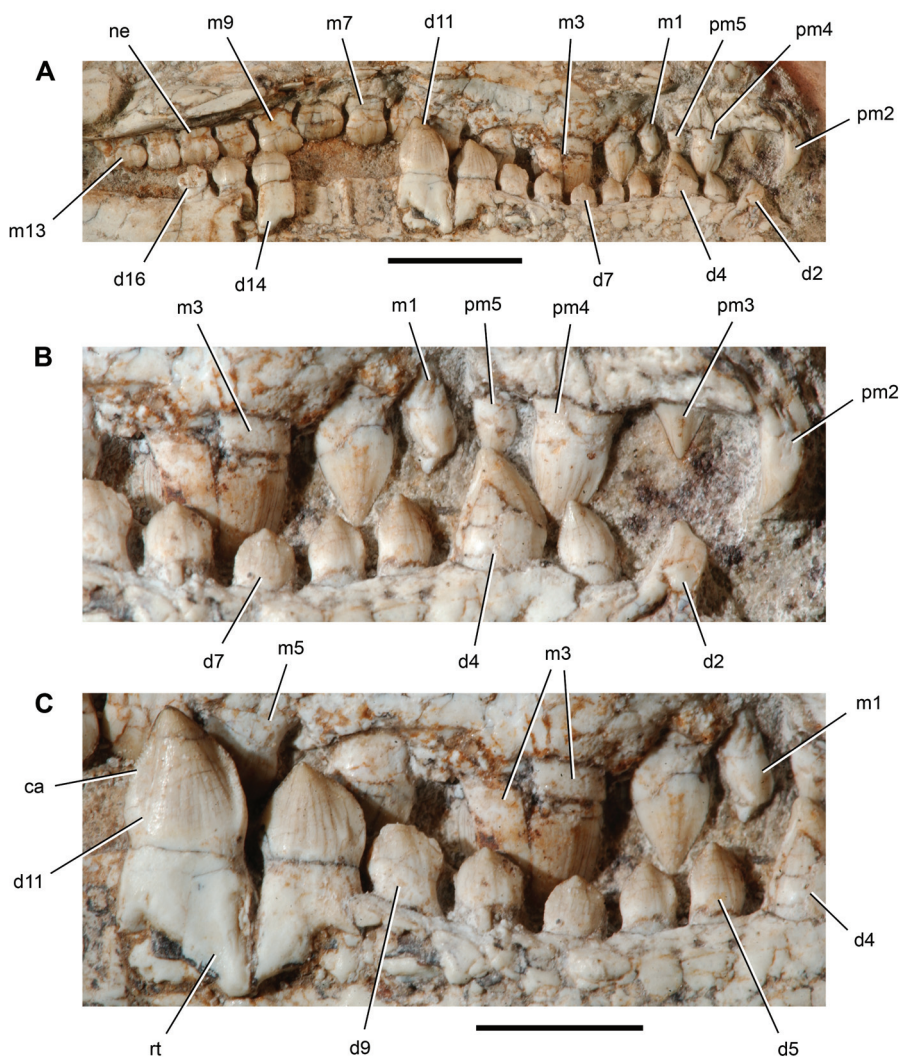 ne m9 m7 d11 m3 m1 pm5 pm4
A
pm2
m13
d16 d14 d7 d4 d2
m3 m1 pm5 pm4 pm3
B
pm2
d7 m5 d4 m3 d2
C
m1
ca
d11
d4
rt d9 d5